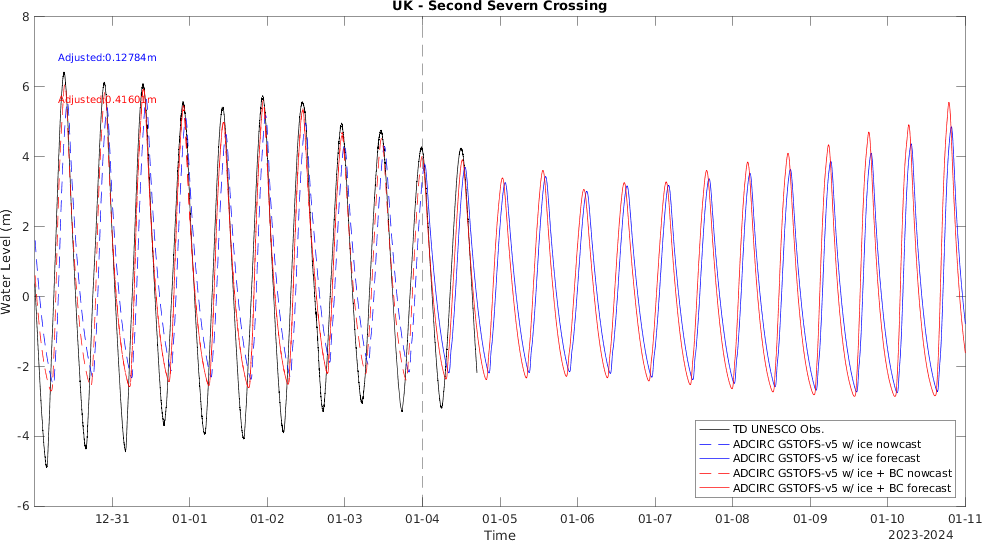 UK - Second Severn Crossing
8
Adjusted:0.12784m
6
Adjusted:0.41601m
4
2
0
-2
-4
-6
Water Level (m)
TD UNESCO Obs.
ADCIRC GSTOFS-v5 w/ ice nowcast
ADCIRC GSTOFS-v5 w/ ice forecast
ADCIRC GSTOFS-v5 w/ ice + BC nowcast
ADCIRC GSTOFS-v5 w/ ice + BC forecast
12-31 01-01 01-02 01-03 01-04 01-05 01-06 01-07 01-08 01-09 01-10 01-11
Time
2023-2024